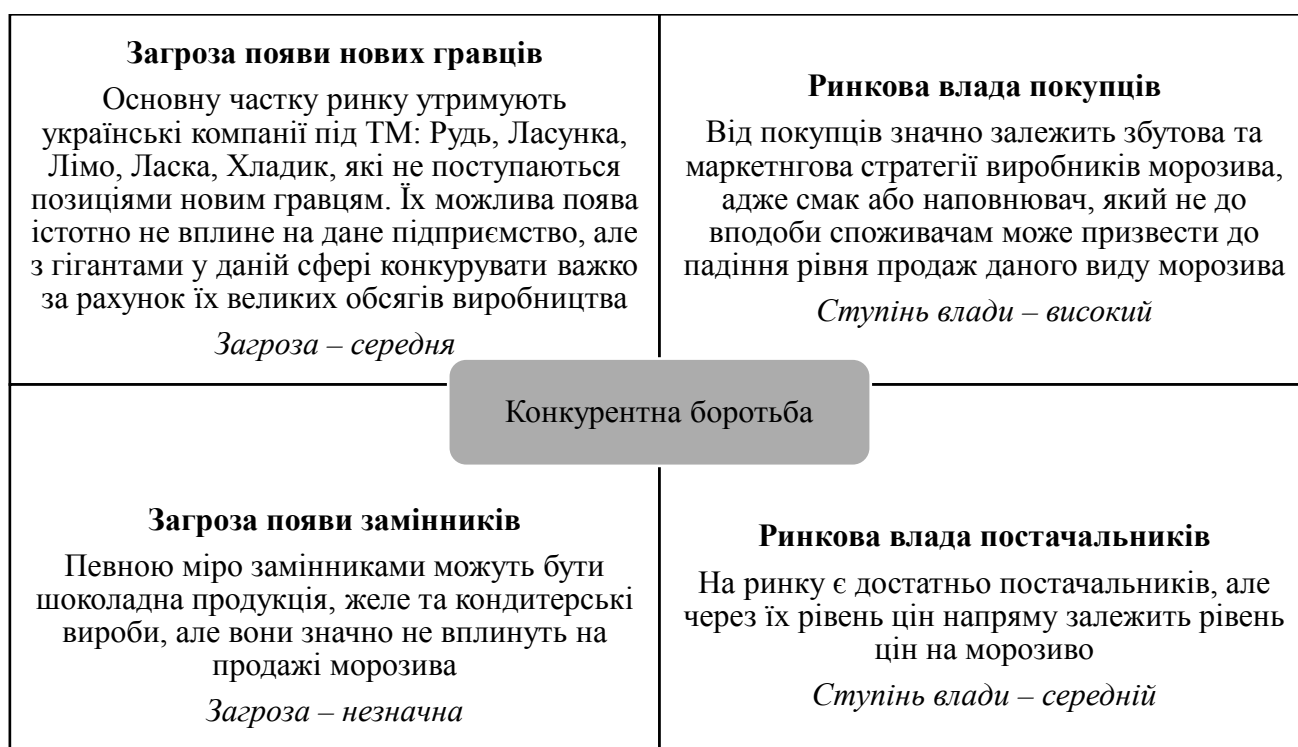 Загроза появи нових гравців
Основну частку ринку утримують
українські компанії під ТМ: Рудь, Ласунка,
Лімо, Ласка, Хладик, які не поступаються
позиціями новим гравцям. Їх можлива поява
істотно не вплине на дане підприємство, але
з гігантами у даній сфері конкурувати важко
за рахунок їх великих обсягів виробництва
Загроза – середня
Ринкова влада покупців
Від покупців значно залежить збутова та
маркетнгова стратегії виробників морозива,
адже смак або наповнювач, який не до
вподоби споживачам може призвести до
падіння рівня продаж даного виду морозива
Ступінь влади – високий
Конкурентна боротьба
Загроза появи замінників
Певною міро замінниками можуть бути
шоколадна продукція, желе та кондитерські
вироби, але вони значно не вплинуть на
продажі морозива
Загроза – незначна
Ринкова влада постачальників
На ринку є достатньо постачальників, але
через їх рівень цін напряму залежить рівень
цін на морозиво
Ступінь влади – середній